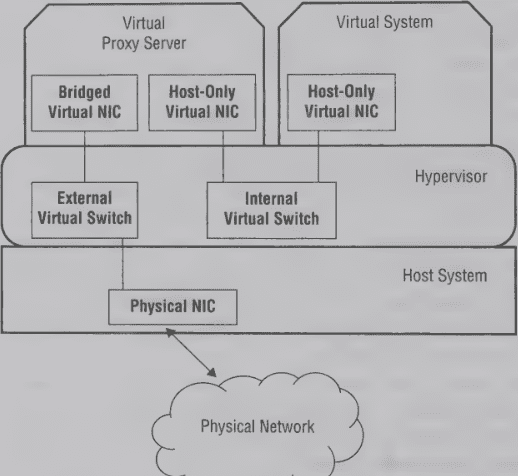 Virtual
Proxy Server
Virtual System
Bridged
Virtual NIC
Host-Only
Virtual NIC
Host-Only
Virtual NIC
Hypervisor
External
Virtual Switch
Internal
Virtual Switch
Host System
Physical NIC
Physical Network